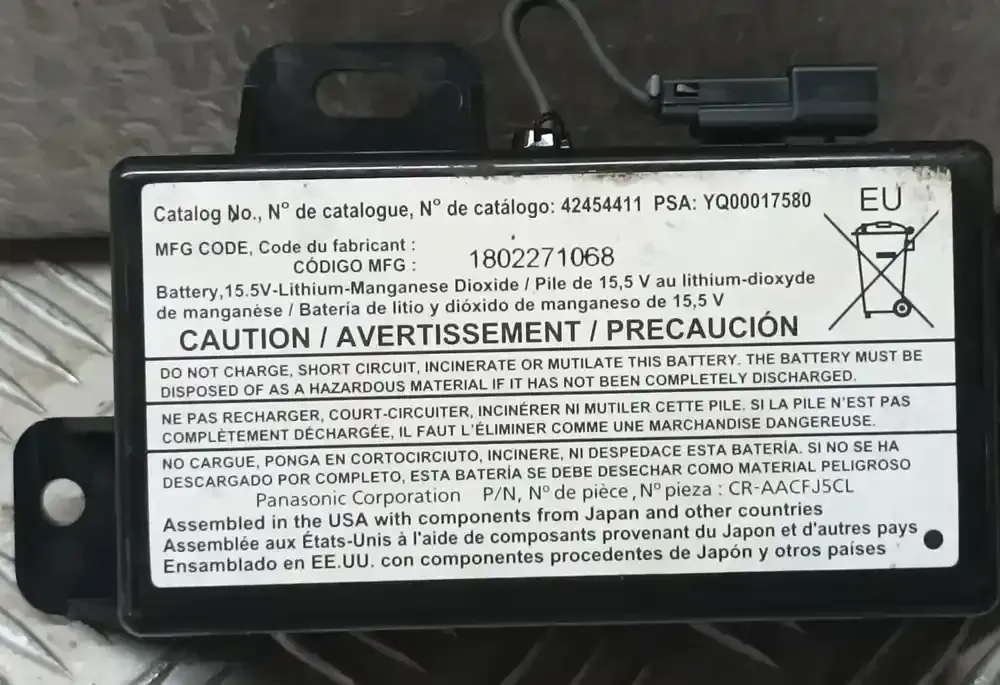 Catalog No., Nº de catalogue, Nº de catálogo: 42454411 PSA: YQ00017580
EU
MFG CODE, Code du fabricant :
CÓDIGO MFG : 1802271068
Battery,15.5V-Lithium-Manganese Dioxide / Pile de 15,5 V au lithium-dioxyde
de manganèse / Batería de litio y dióxido de manganeso de 15,5 V
CAUTION / AVERTISSEMENT / PRECAUCIÓN
DO NOT CHARGE, SHORT CIRCUIT, INCINERATE OR MUTILATE THIS BATTERY. THE BATTERY MUST BE
DISPOSED OF AS A HAZARDOUS MATERIAL IF IT HAS NOT BEEN COMPLETELY DISCHARGED.
NE PAS RECHARGER, COURT-CIRCUITER, INCINÉRER NI MUTILER CETTE PILE. SI LA PILE N'EST PAS
COMPLÈTEMENT DÉCHARGÉE, IL FAUT L'ÉLIMINER COMME UNE MARCHANDISE DANGEREUSE.
NO CARGUE, PONGA EN CORTOCIRCIUTO, INCINERE, NI DESPEDACE ESTA BATERÍA. SI NO SE HA
DESCARGADO POR COMPLETO, ESTA BATERÍA SE DEBE DESECHAR COMO MATERIAL PELIGROSO
Panasonic Corporation P/N, Nº de pièce, Nº pieza : CR-AACFJ5CL
Assembled in the USA with components from Japan and other countries
Assemblée aux États-Unis à l'aide de composants provenant du Japon et d'autres pays
Ensamblado en EE.UU. con componentes procedentes de Japón y otros países